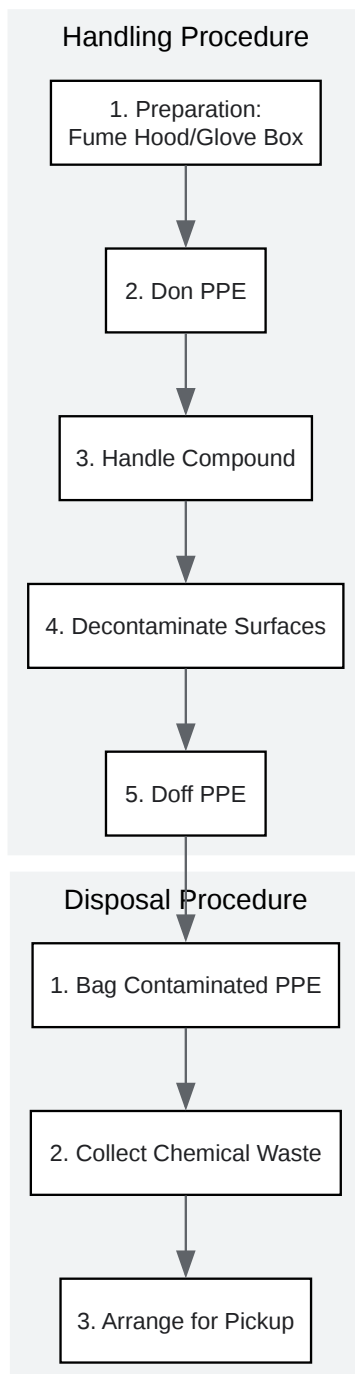 Handling Procedure
1. Preparation:
Fume Hood/Glove Box
2. Don PPE
3. Handle Compound
4. Decontaminate Surfaces
5. Doff PPE
Disposal Procedure
1. Bag Contaminated PPE
2. Collect Chemical Waste
3. Arrange for Pickup